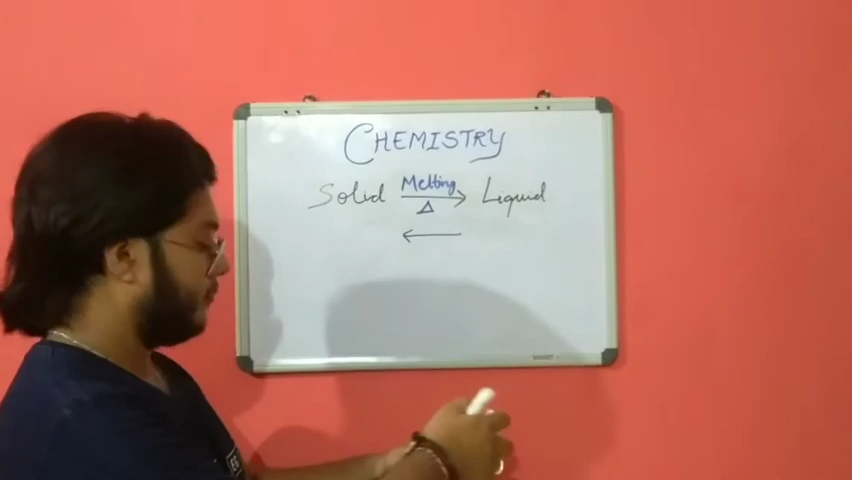 CHEMISTRY
Solid Melting → Liquid
Δ
←